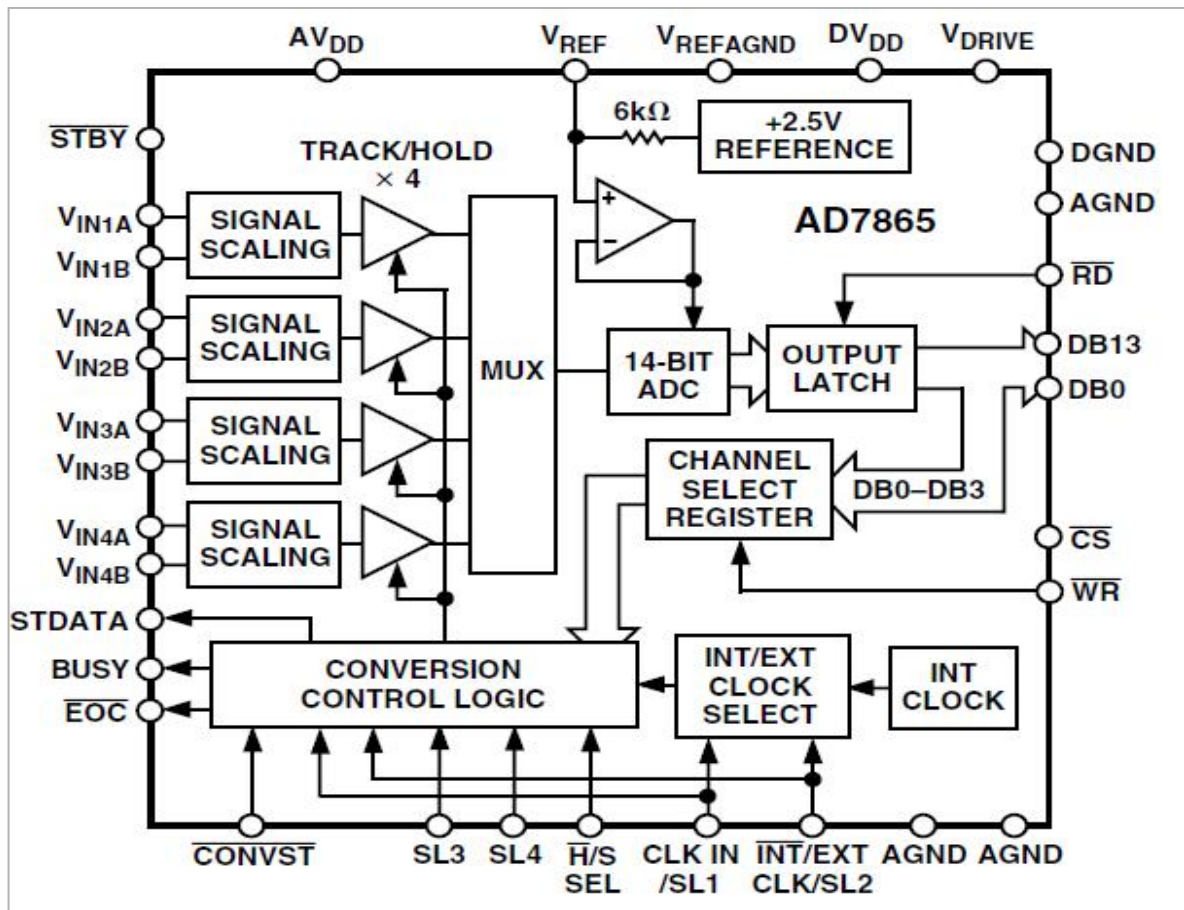 AVDD
VREF
VREFAGND
DVDD
VDRIVE
STBY
6kΩ
+2.5V
REFERENCE
TRACK/HOLD
× 4
DGND
AGND
AD7865
VIN1A
VIN1B
SIGNAL
SCALING
RD
VIN2A
VIN2B
SIGNAL
SCALING
MUX
14-BIT
ADC
OUTPUT
LATCH
DB13
DB0
VIN3A
VIN3B
SIGNAL
SCALING
CHANNEL
SELECT
REGISTER
DB0–DB3
VIN4A
VIN4B
SIGNAL
SCALING
CS
WR
STDATA
BUSY
EOC
CONVERSION
CONTROL LOGIC
INT/EXT
CLOCK
SELECT
INT
CLOCK
CONVST
SL3
SL4
H/S
SEL
CLK IN
/SL1
INT/EXT
CLK/SL2
AGND
AGND